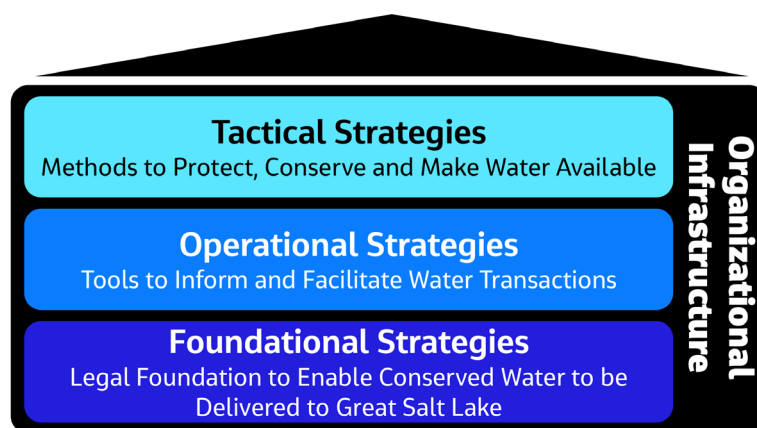 Tactical Strategies
Methods to Protect, Conserve and Make Water Available
Operational Strategies
Tools to Inform and Facilitate Water Transactions
Foundational Strategies
Legal Foundation to Enable Conserved Water to be
Delivered to Great Salt Lake
Organizational
Infrastructure